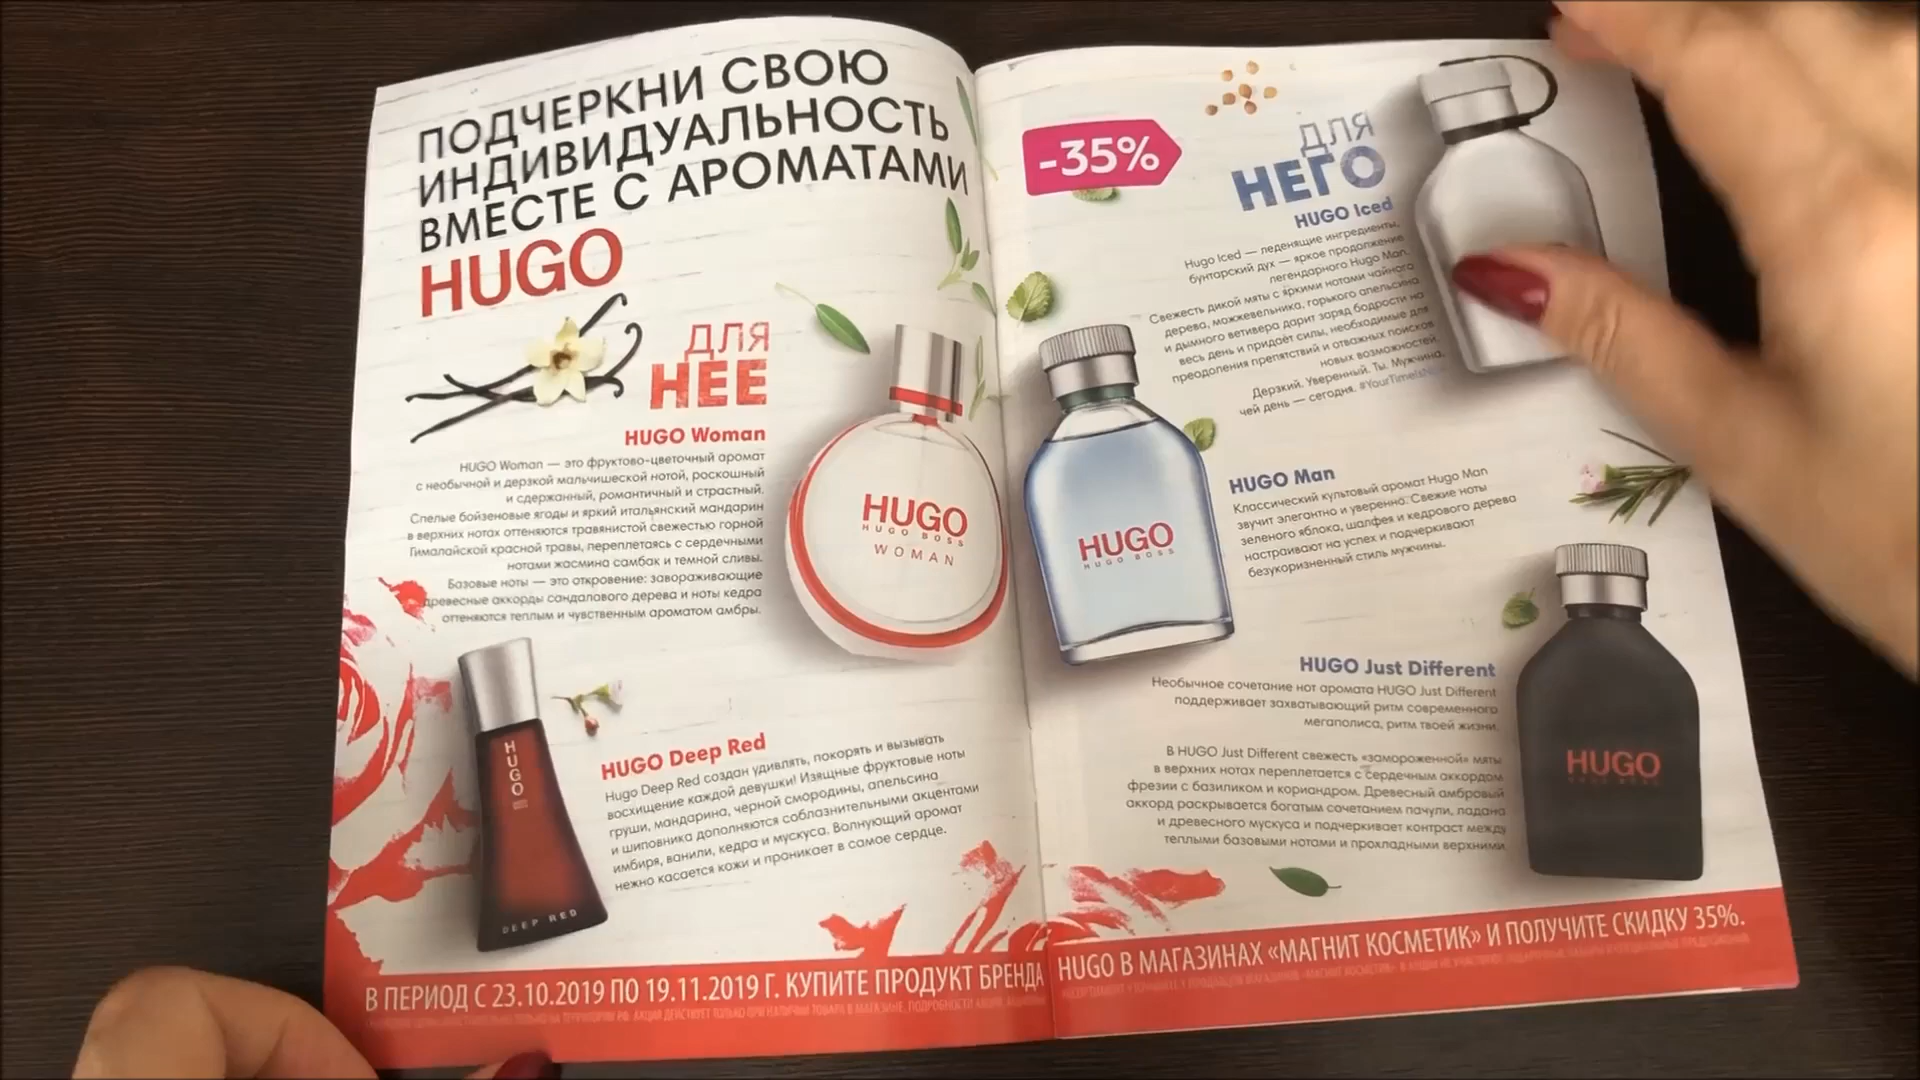 ПОДЧЕРКНИ СВОЮ
ИНДИВИДУАЛЬНОСТЬ
ВМЕСТЕ С АРОМАТАМИ
HUGO
ДЛЯ
НЕЕ
HUGO Woman
HUGO Woman — это фруктово-цветочный аромат
с необычной и дерзкой мальчишеской нотой, роскошный
и сдержанный, романтичный и страстный.
Спелые бойзеновые ягоды и яркий итальянский мандарин
в верхних нотах оттеняются травянистой свежестью горной
Гималайской красной травы, переплетаясь с сердечными
нотами жасмина самбак и темной сливы.
Базовые ноты — это откровение: завораживающие
древесные аккорды сандалового дерева и ноты кедра
оттеняются теплым и чувственным ароматом амбры.
HUGO
HUGO BOSS
WOMAN
HUGO
DEEP RED
HUGO Deep Red
Hugo Deep Red создан удивлять, покорять и вызывать
восхищение каждой девушки! Изящные фруктовые ноты
груши, мандарина, черной смородины, апельсина
и шиповника дополняются соблазнительными акцентами
имбиря, ванили, кедра и мускуса. Волнующий аромат
нежно касается кожи и проникает в самое сердце.
-35%
ДЛЯ
НЕГО
HUGO Iced
Hugo Iced — леденящие ингредиенты,
бунтарский дух — яркое продолжение
легендарного Hugo Man.
Свежесть дикой мяты с яркими нотами чайного
дерева, можжевельника, горького апельсина
и дымного ветивера дарит заряд бодрости на
весь день и придаёт силы, необходимые для
преодоления препятствий и отважных поисков
новых возможностей.
Дерзкий. Уверенный. Ты. Мужчина,
чей день — сегодня.
HUGO
HUGO BOSS
HUGO Man
Классический культовый аромат Hugo Man
звучит элегантно и уверенно. Свежие ноты
зеленого яблока, шалфея и кедрового дерева
настраивают на успех и подчеркивают
безукоризненный стиль мужчины.
HUGO Just Different
Необычное сочетание нот аромата HUGO Just Different
поддерживает захватывающий ритм современного
мегаполиса, ритм твоей жизни.
В HUGO Just Different свежесть «замороженной» мяты
в верхних нотах переплетается с сердечным аккордом
фрезии с базиликом и кориандром. Древесный амбровый
аккорд раскрывается богатым сочетанием пачули, ладана
и древесного мускуса и подчеркивает контраст между
теплыми базовыми нотами и прохладными верхними.
HUGO
В ПЕРИОД С 23.10.2019 ПО 19.11.2019 Г. КУПИТЕ ПРОДУКТ БРЕНДА HUGO В МАГАЗИНАХ «МАГНИТ КОСМЕТИК» И ПОЛУЧИТЕ СКИДКУ 35%.